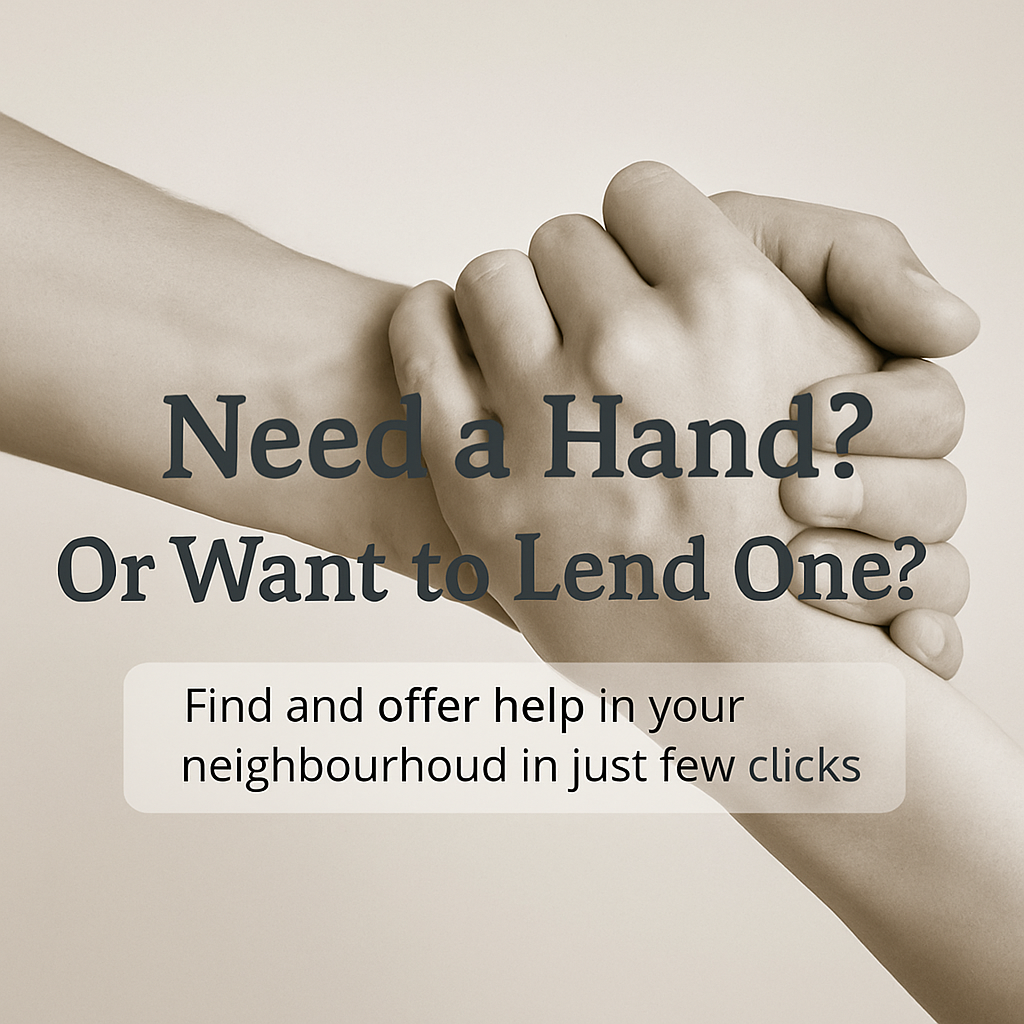 Need a Hand?
Or Want to Lend One?
Find and offer help in your
neighbourhoud in just few clicks